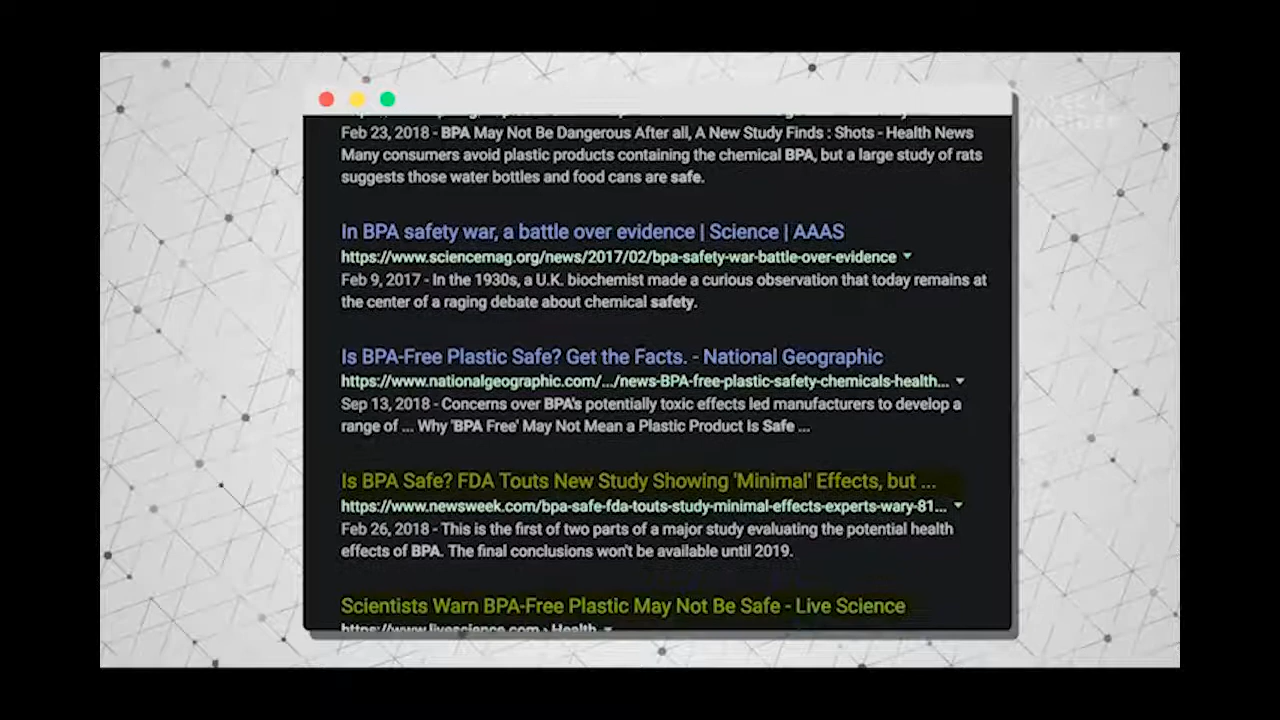 Feb 23, 2018 - BPA May Not Be Dangerous After all, A New Study Finds : Shots - Health News
Many consumers avoid plastic products containing the chemical BPA, but a large study of rats
suggests those water bottles and food cans are safe.
In BPA safety war, a battle over evidence | Science | AAAS
https://www.sciencemag.org/news/2017/02/bpa-safety-war-battle-over-evidence
Feb 9, 2017 - In the 1930s, a U.K. biochemist made a curious observation that today remains at
the center of a raging debate about chemical safety.
Is BPA-Free Plastic Safe? Get the Facts. - National Geographic
https://www.nationalgeographic.com/.../news-BPA-free-plastic-safety-chemicals-health...
Sep 13, 2018 - Concerns over BPA's potentially toxic effects led manufacturers to develop a
range of ... Why 'BPA Free' May Not Mean a Plastic Product Is Safe ...
Is BPA Safe? FDA Touts New Study Showing 'Minimal' Effects, but ...
https://www.newsweek.com/bpa-safe-fda-touts-study-minimal-effects-experts-wary-81...
Feb 26, 2018 - This is the first of two parts of a major study evaluating the potential health
effects of BPA. The final conclusions won't be available until 2019.
Scientists Warn BPA-Free Plastic May Not Be Safe - Live Science
https://www.livescience.com › Health
TECH
INSIDER